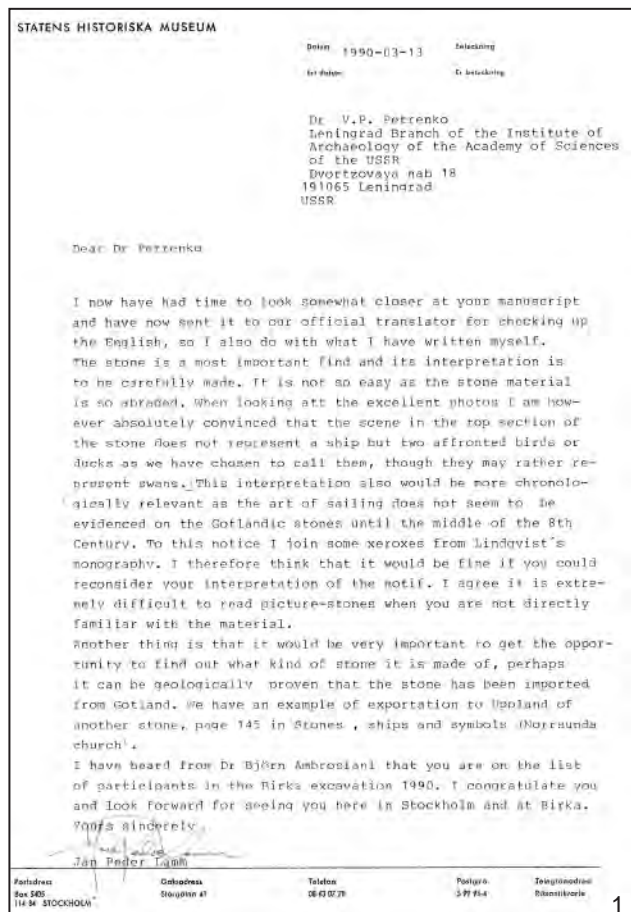 STATENS HISTORISKA MUSEUM
Datum 1990-03-13 Beteckning
Ert datum Er beteckning
Dr V.P. Petrenko
Leningrad Branch of the Institute of
Archaeology of the Academy of Sciences
of the USSR
Dvortzovaya nab 18
191065 Leningrad
USSR
Dear Dr Petrenko
I now have had time to look somewhat closer at your manuscript
and have now sent it to our official translator for checking up
the English, so I also do with what I have written myself.
The stone is a most important find and its interpretation is
to be carefully made. It is not so easy as the stone material
is so abraded. When looking att the excellent photos I am how-
ever absolutely convinced that the scene in the top section of
the stone does not represent a ship but two affronted birds or
ducks as we have chosen to call them, though they may rather re-
present swans. This interpretation also would be more chronolo-
gically relevant as the art of sailing does not seem to be
evidenced on the Gotlandic stones until the middle of the 8th
Century. To this notice I join some xeroxes from Lindqvist´s
monography. I therefore think that it would be fine if you could
reconsider your interpretation of the motif. I agree it is extre-
mely difficult to read picture-stones when you are not directly
familiar with the material.
Another thing is that it would be very important to get the oppor-
tunity to find out what kind of stone it is made of, perhaps
it can be geologically proven that the stone has been imported
from Gotland. We have an example of exportation to Uppland of
another stone, page 145 in Stones , ships and symbols (Norrsunda
church).
I have heard from Dr Björn Ambrosiani that you are on the list
of participants in the Birka excavation 1990. I congratulate you
and look forward for seeing you here in Stockholm and at Birka.
Yours sincerely,
Jan Peder Lamm
Postadress Gatuadress Telefon Postgiro Telegramadress
Box 5405 Storgatan 41 Riksantikvarie
114 84 STOCKHOLM
1